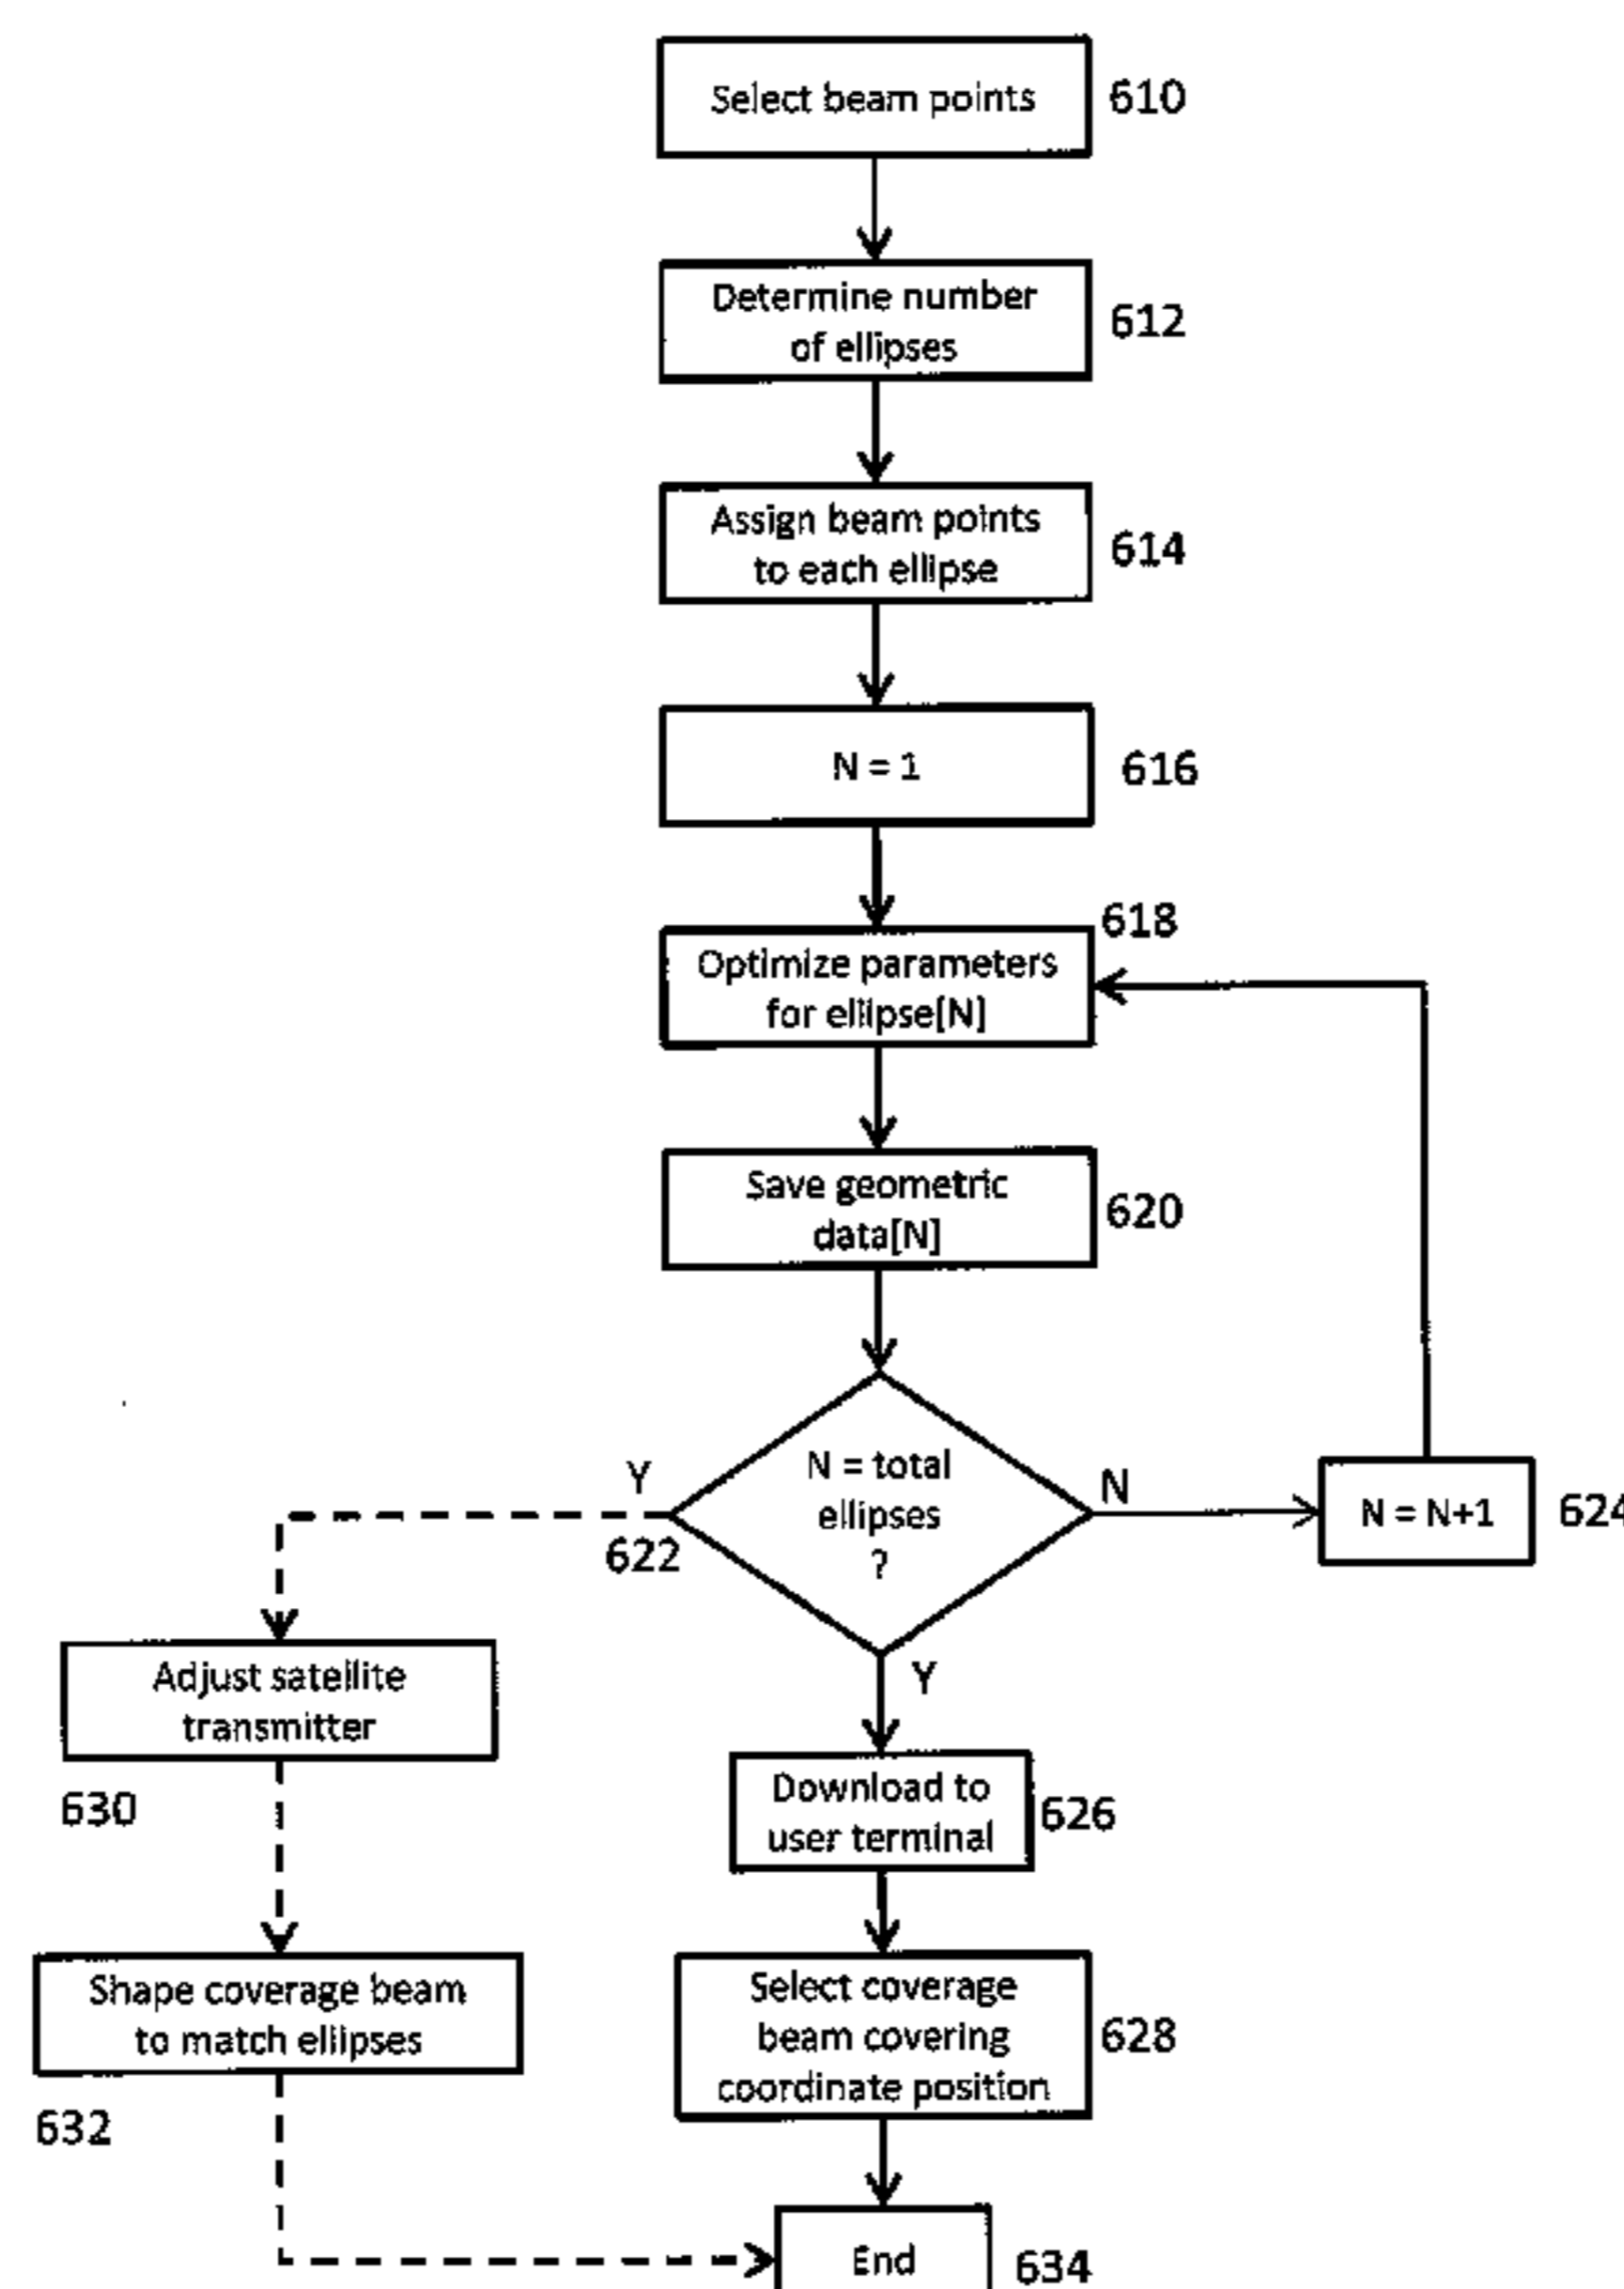 Select beam points
610
Determine number
of ellipses
612
Assign beam points
to each ellipse
614
N = 1
616
618
Optimize parameters
for ellipse[N]
Save geometric
data[N]
620
N = total
ellipses
?
Y
N
622
N = N+1
624
Y
Adjust satellite
transmitter
630
Download to
user terminal
626
Shape coverage beam
to match ellipses
632
Select coverage
beam covering
coordinate position
628
End
634